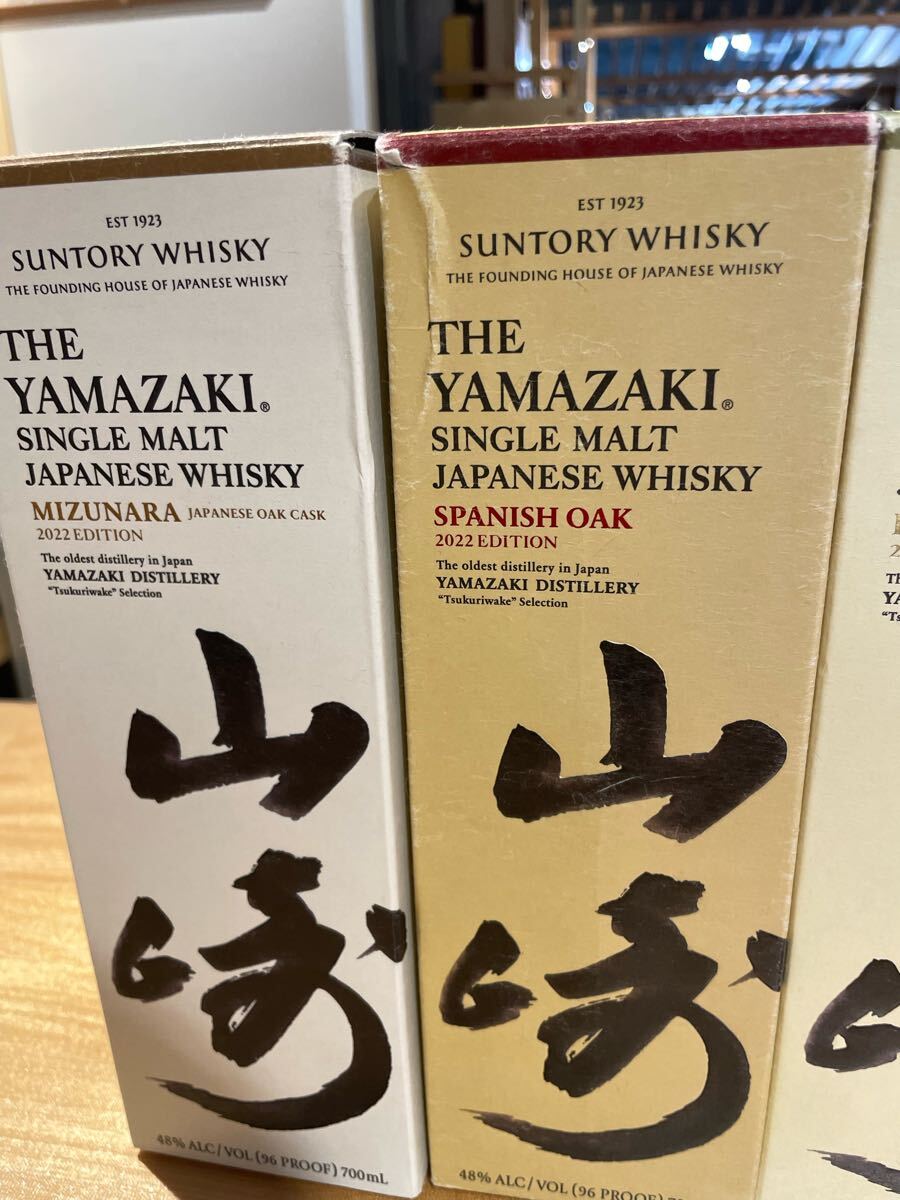 EST 1923
SUNTORY WHISKY
THE FOUNDING HOUSE OF JAPANESE WHISKY
THE
YAMAZAKI®
SINGLE MALT
JAPANESE WHISKY
MIZUNARA JAPANESE OAK CASK
2022 EDITION
The oldest distillery in Japan
YAMAZAKI DISTILLERY
“Tsukuriwake” Selection
山
崎
48% ALC / VOL (96 PROOF) 700mL
EST 1923
SUNTORY WHISKY
THE FOUNDING HOUSE OF JAPANESE WHISKY
THE
YAMAZAKI®
SINGLE MALT
JAPANESE WHISKY
SPANISH OAK
2022 EDITION
The oldest distillery in Japan
YAMAZAKI DISTILLERY
“Tsukuriwake” Selection
山
崎
48% ALC / VOL (96 PROOF)